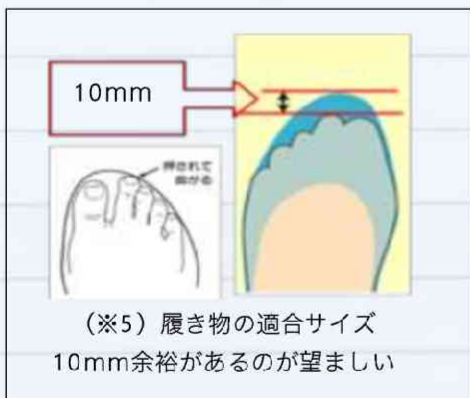 10mm
押されて
曲がる
(※5) 履き物の適合サイズ
10mm余裕があるのが望ましい